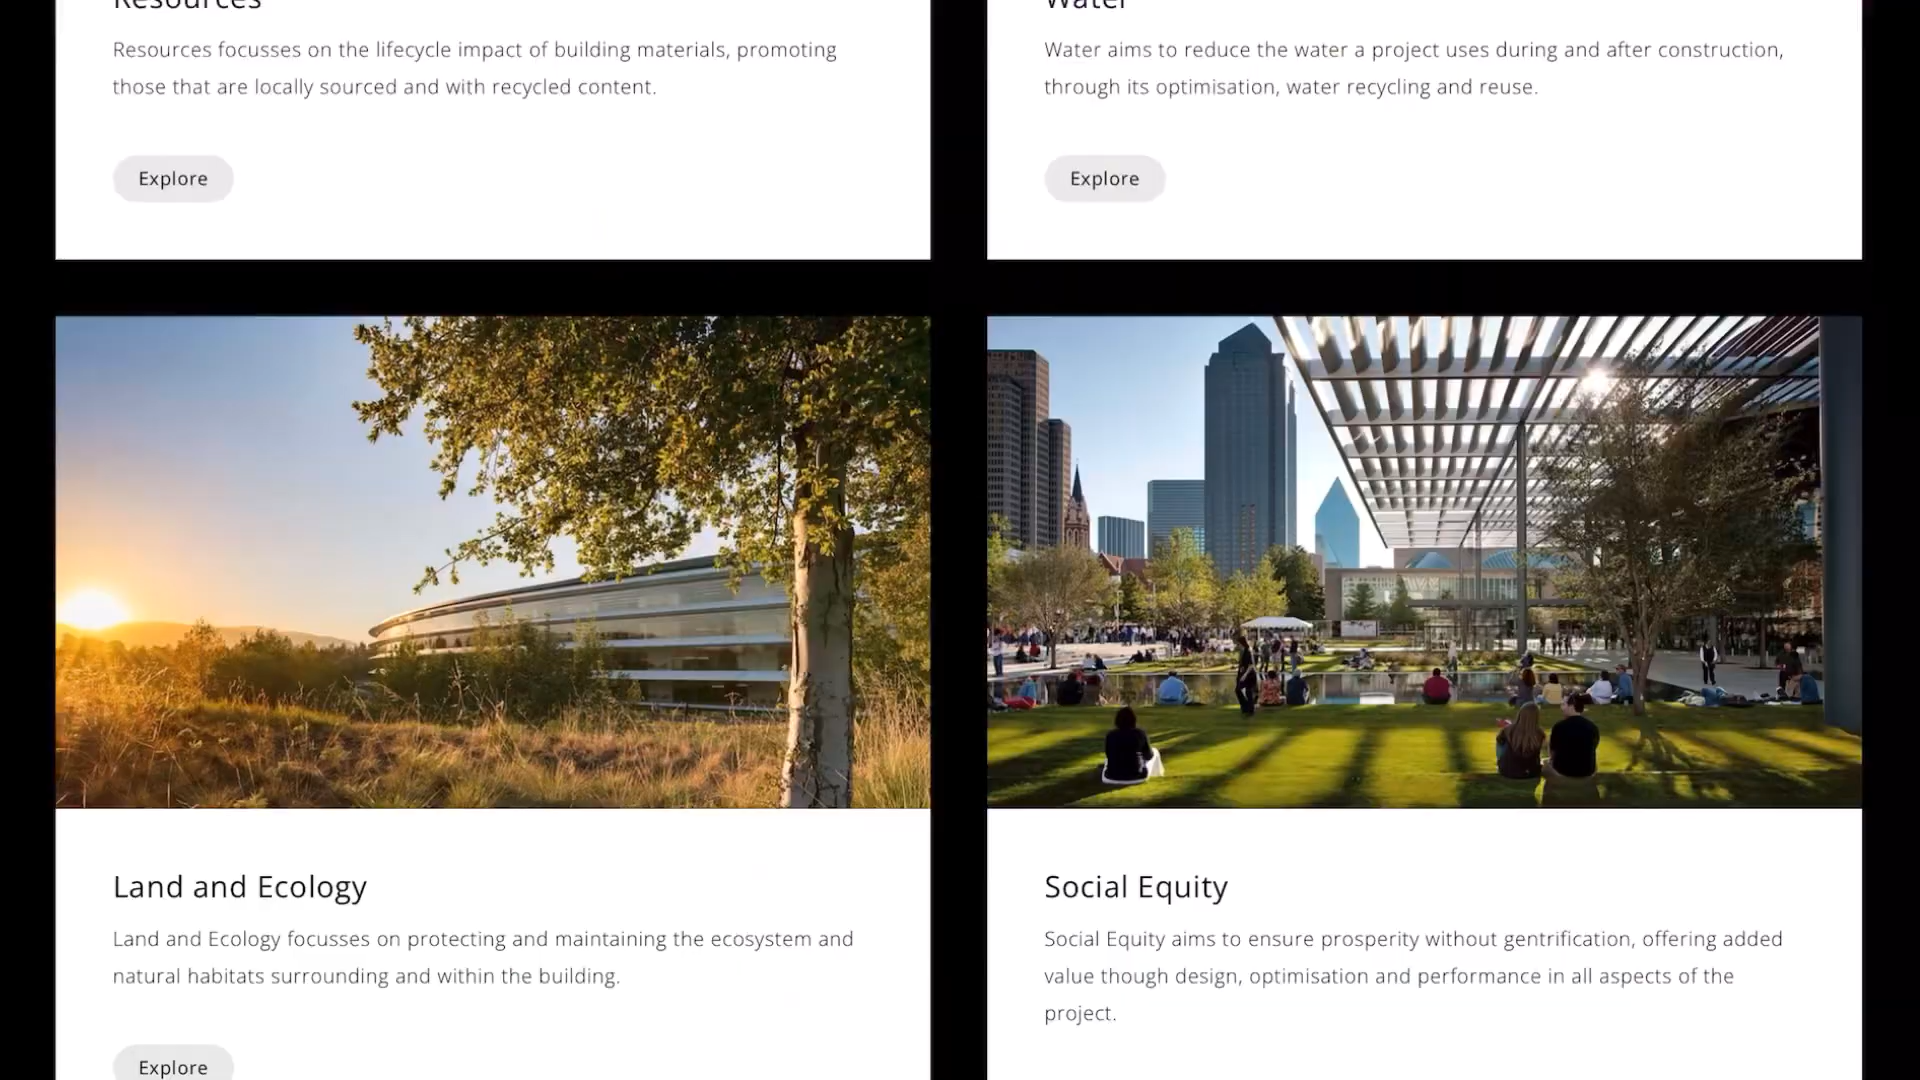 Resources
Resources focusses on the lifecycle impact of building materials, promoting
those that are locally sourced and with recycled content.
Explore
Water
Water aims to reduce the water a project uses during and after construction,
through its optimisation, water recycling and reuse.
Explore
Land and Ecology
Land and Ecology focusses on protecting and maintaining the ecosystem and
natural habitats surrounding and within the building.
Explore
Social Equity
Social Equity aims to ensure prosperity without gentrification, offering added
value though design, optimisation and performance in all aspects of the
project.